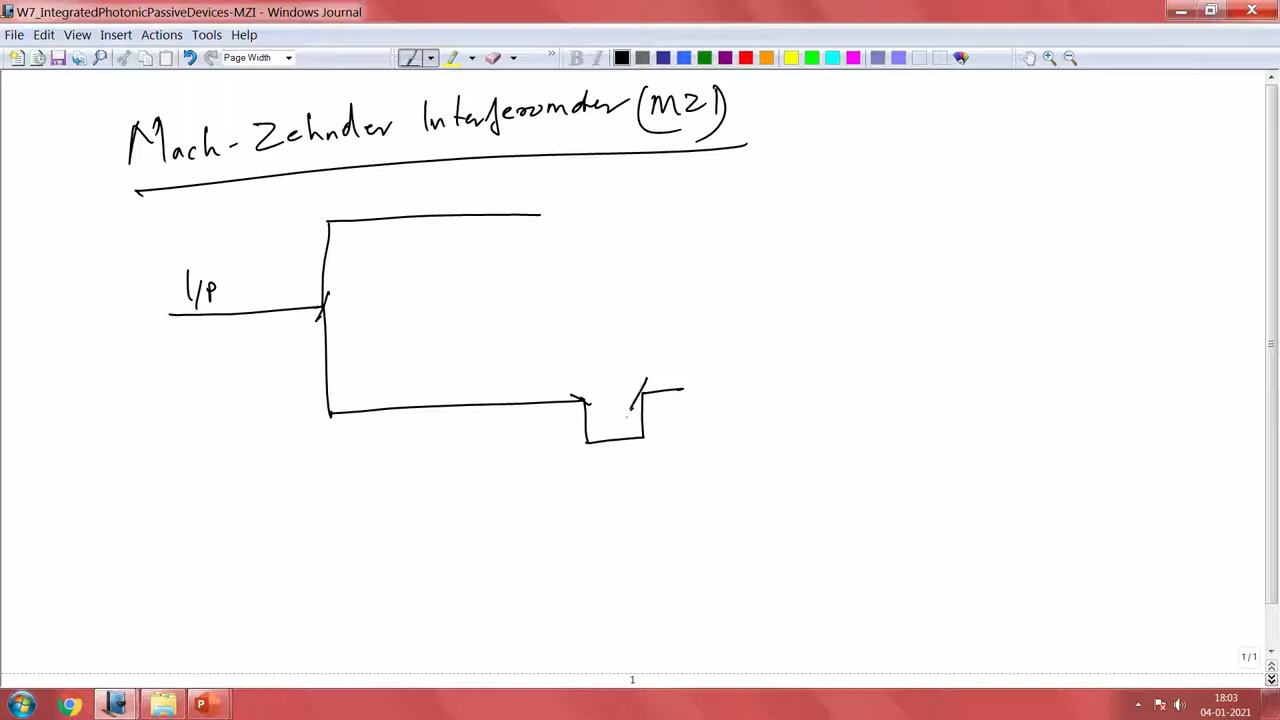 W7_IntegratedPhotonicPassiveDevices-MZI - Windows Journal
File Edit View Insert Actions Tools Help
Page Width
Mach-Zehnder Interferometer (MZI)
I/P
1/1
1
18:03
04-01-2021